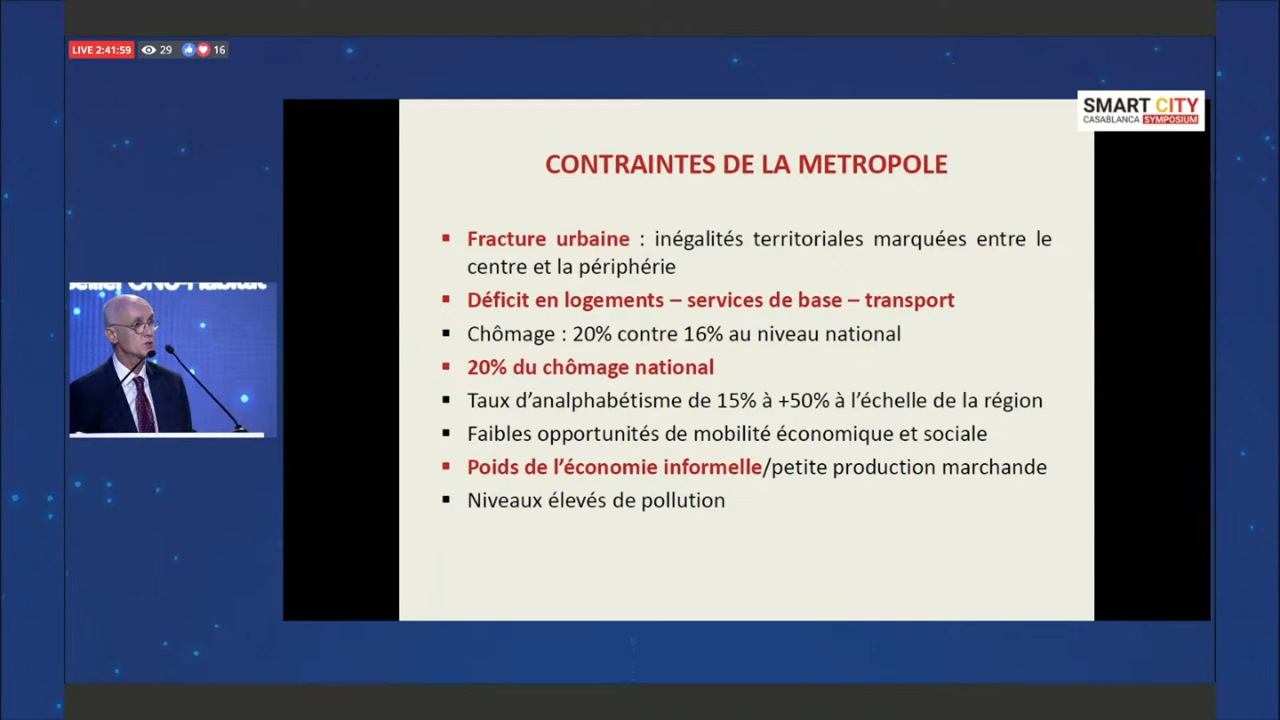 LIVE 2:41:59 29 16
SMART CITY
CASABLANCA SYMPOSIUM
CONTRAINTES DE LA METROPOLE
▪ Fracture urbaine : inégalités territoriales marquées entre le
centre et la périphérie
▪ Déficit en logements – services de base – transport
▪ Chômage : 20% contre 16% au niveau national
▪ 20% du chômage national
▪ Taux d’analphabétisme de 15% à +50% à l’échelle de la région
▪ Faibles opportunités de mobilité économique et sociale
▪ Poids de l’économie informelle/petite production marchande
▪ Niveaux élevés de pollution
ONU-Habitat